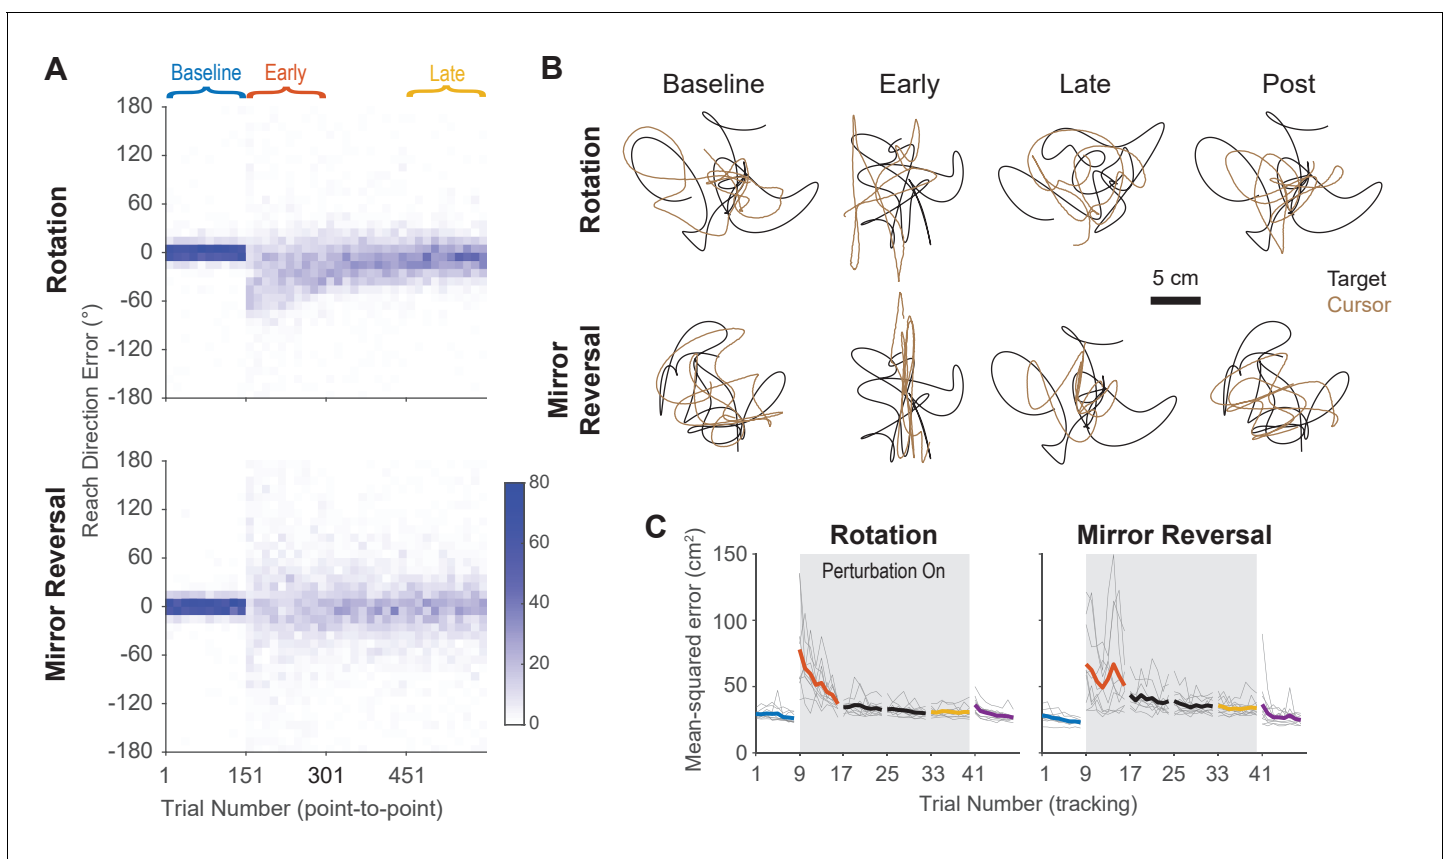 A
Baseline Early Late
Rotation
180
120
60
0
-60
-120
-180
Reach Direction Error (°)
Mirror Reversal
180
120
60
0
-60
-120
-180
1 151 301 451
Trial Number (point-to-point)
80
60
40
20
0
B
Baseline Early Late Post
Rotation
5 cm
Target
Cursor
Mirror
Reversal
C
Rotation Mirror Reversal
Perturbation On
Mean-squared error (cm²)
150
100
50
0
1 9 17 25 33 41 1 9 17 25 33 41
Trial Number (tracking)